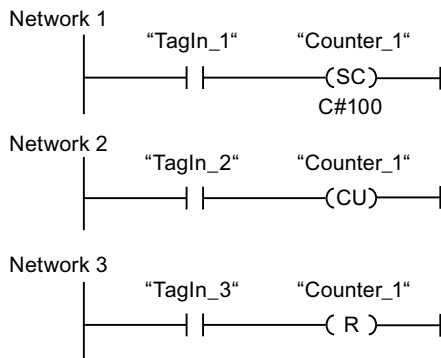 Network 1
“TagIn_1“ “Counter_1“
SC
C#100
Network 2
“TagIn_2“ “Counter_1“
CU
Network 3
“TagIn_3“ “Counter_1“
R